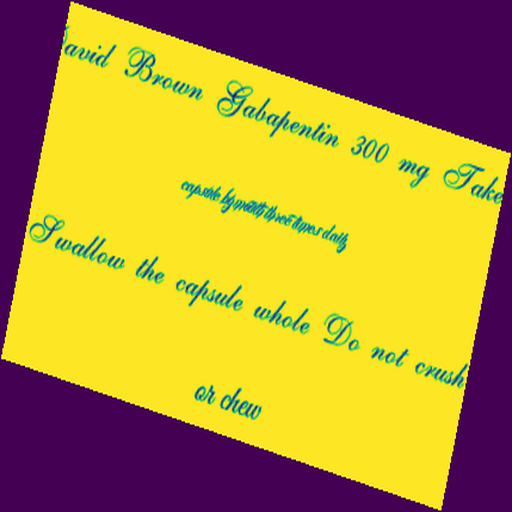 David Brown Gabapentin 300 mg Take
capsule by mouth three times daily
Swallow the capsule whole Do not crush
or chew